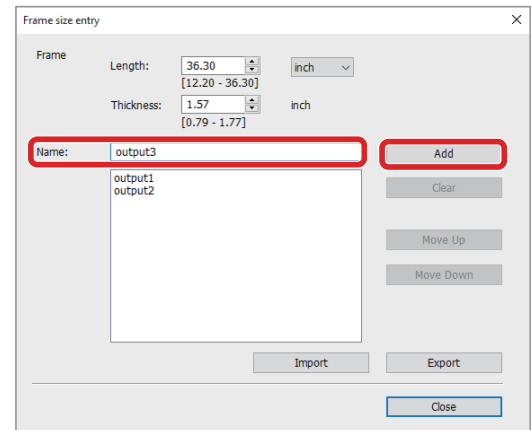 Frame size entry
Frame
Length: 36.30 inch
[12.20 - 36.30]
Thickness: 1.57 inch
[0.79 - 1.77]
Name: output3 Add
output1
output2
Clear
Move Up
Move Down
Import Export
Close